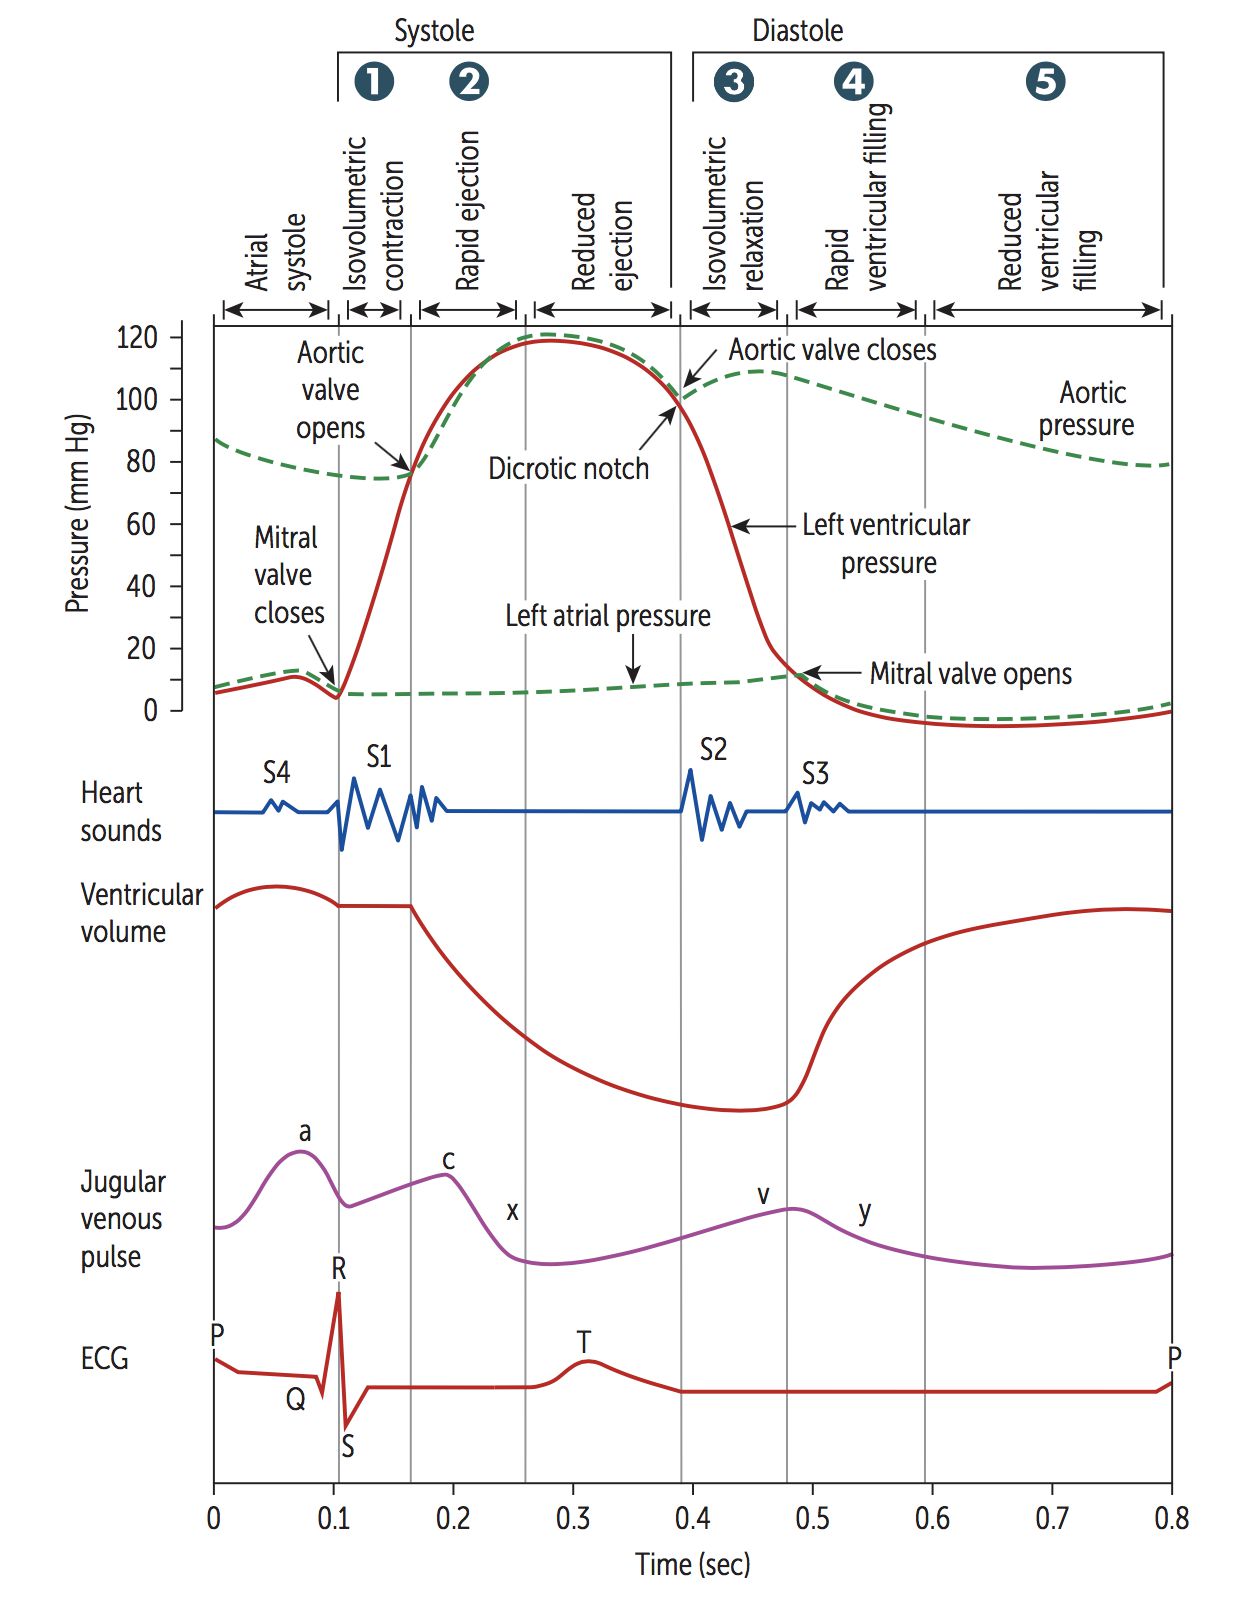 Systole
Diastole
1
2
3
4
5
Atrial
systole
Isovolumetric
contraction
Rapid ejection
Reduced
ejection
Isovolumetric
relaxation
Rapid
ventricular filling
Reduced
ventricular
filling
Pressure (mm Hg)
120
100
80
60
40
20
0
Aortic
valve
opens
Aortic valve closes
Aortic
pressure
Dicrotic notch
Mitral
valve
closes
Left ventricular
pressure
Left atrial pressure
Mitral valve opens
Heart
sounds
S4
S1
S2
S3
Ventricular
volume
Jugular
venous
pulse
a
c
x
v
y
ECG
P
Q
R
S
T
P
0
0.1
0.2
0.3
0.4
0.5
0.6
0.7
0.8
Time (sec)